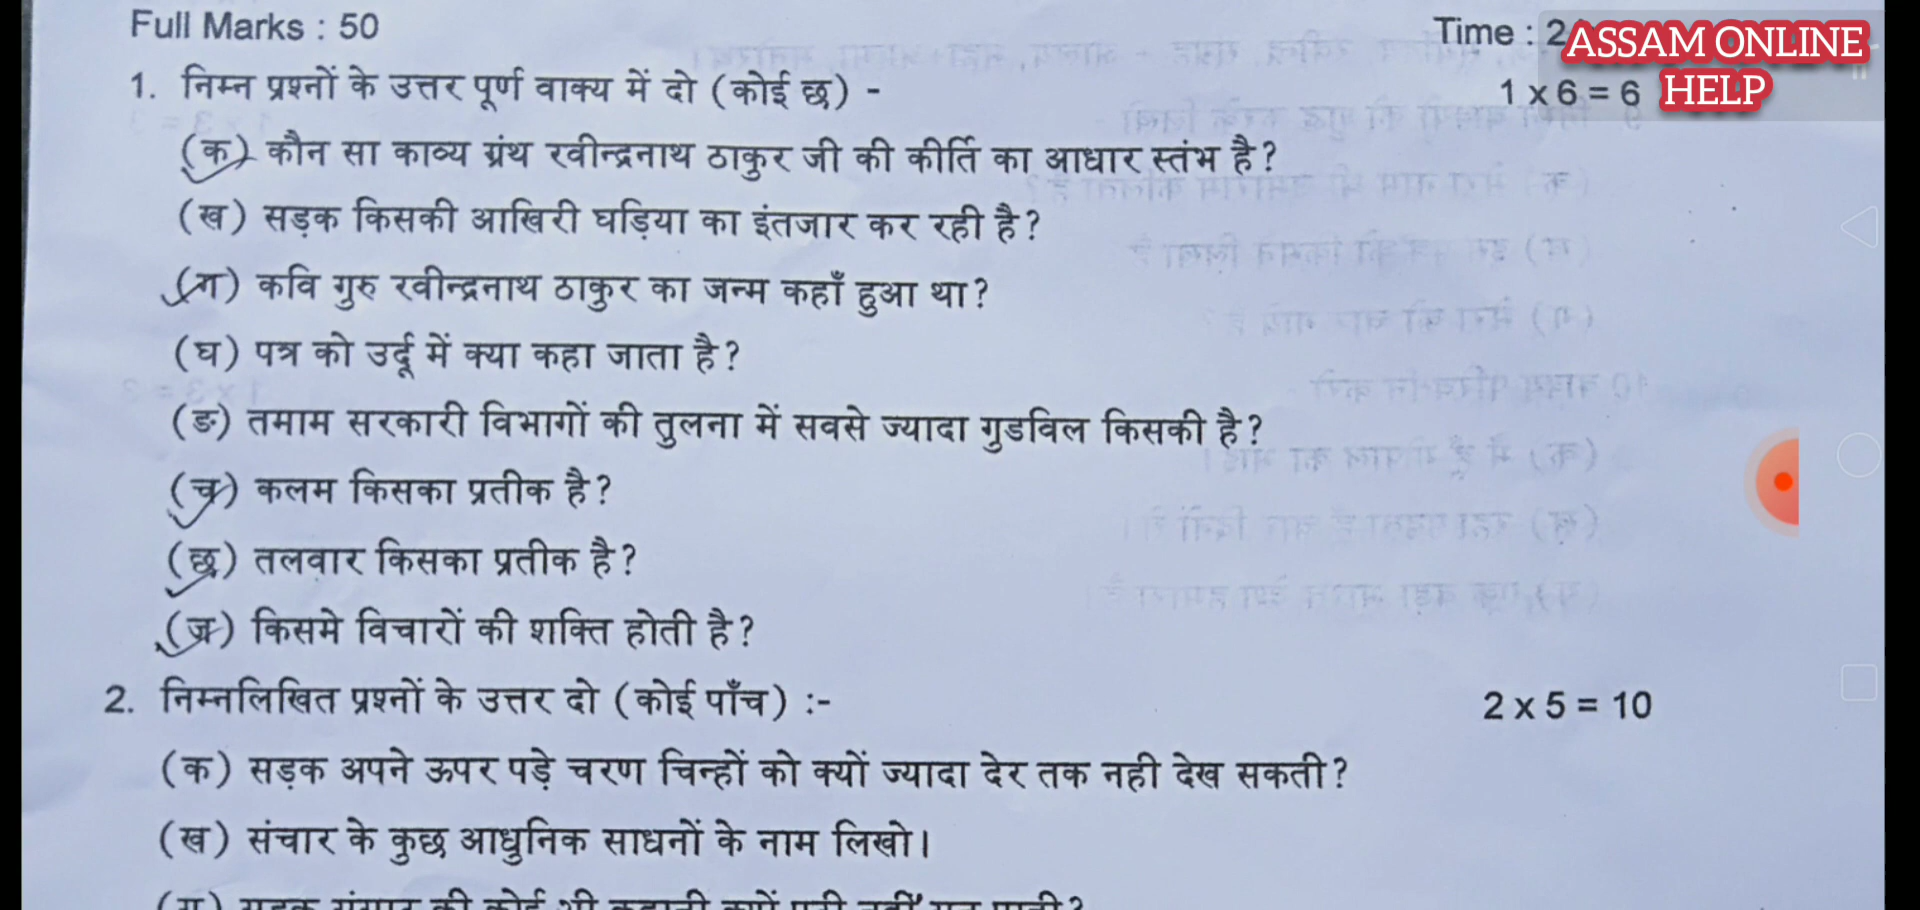 Full Marks : 50
Time : 2
ASSAM ONLINE
HELP
1. निम्न प्रश्नों के उत्तर पूर्ण वाक्य में दो (कोई छ) -
1 x 6 = 6
(क) कौन सा काव्य ग्रंथ रवीन्द्रनाथ ठाकुर जी की कीर्ति का आधार स्तंभ है?
(ख) सड़क किसकी आखिरी घड़िया का इंतजार कर रही है?
(ग) कवि गुरु रवीन्द्रनाथ ठाकुर का जन्म कहाँ हुआ था?
(घ) पत्र को उर्दू में क्या कहा जाता है?
(ङ) तमाम सरकारी विभागों की तुलना में सवसे ज्यादा गुडविल किसकी है?
(च) कलम किसका प्रतीक है?
(छ) तलवार किसका प्रतीक है?
(ज) किसमे विचारों की शक्ति होती है?
2. निम्नलिखित प्रश्नों के उत्तर दो (कोई पाँच) :-
2 x 5 = 10
(क) सड़क अपने ऊपर पड़े चरण चिन्हों को क्यों ज्यादा देर तक नही देख सकती?
(ख) संचार के कुछ आधुनिक साधनों के नाम लिखो।